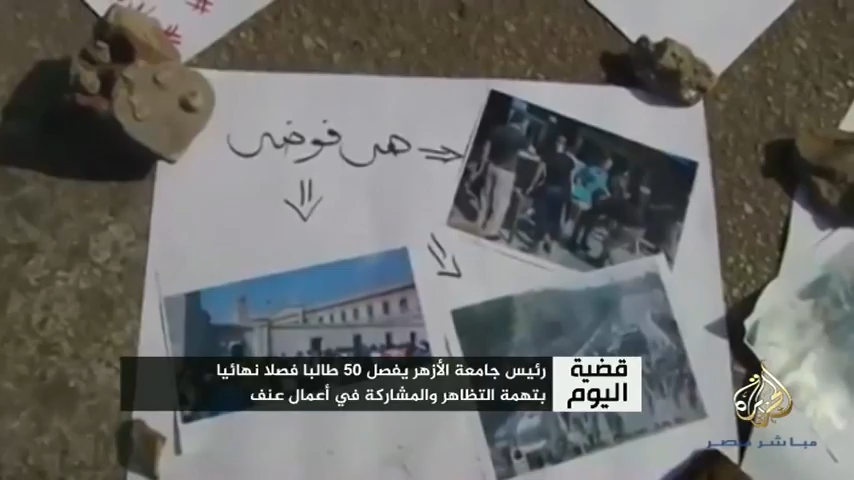 هى فوضى
رئيس جامعة الأزهر يفصل 50 طالبا فصلا نهائيا
بتهمة التظاهر والمشاركة في أعمال عنف
قضية
اليوم
الجزيرة
مباشر مصر